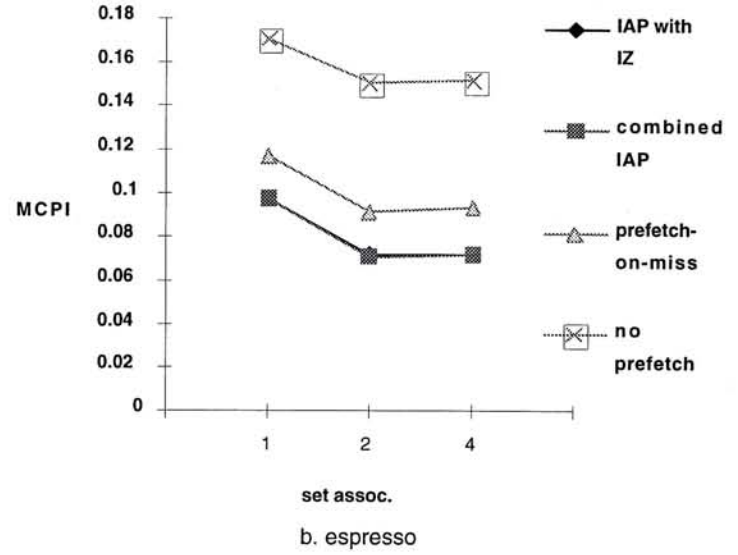 0.18
0.16
0.14
0.12
0.1
0.08
0.06
0.04
0.02
0
MCPI
1 2 4
set assoc.
IAP with
IZ
combined
IAP
prefetch-
on-miss
no
prefetch
b. espresso